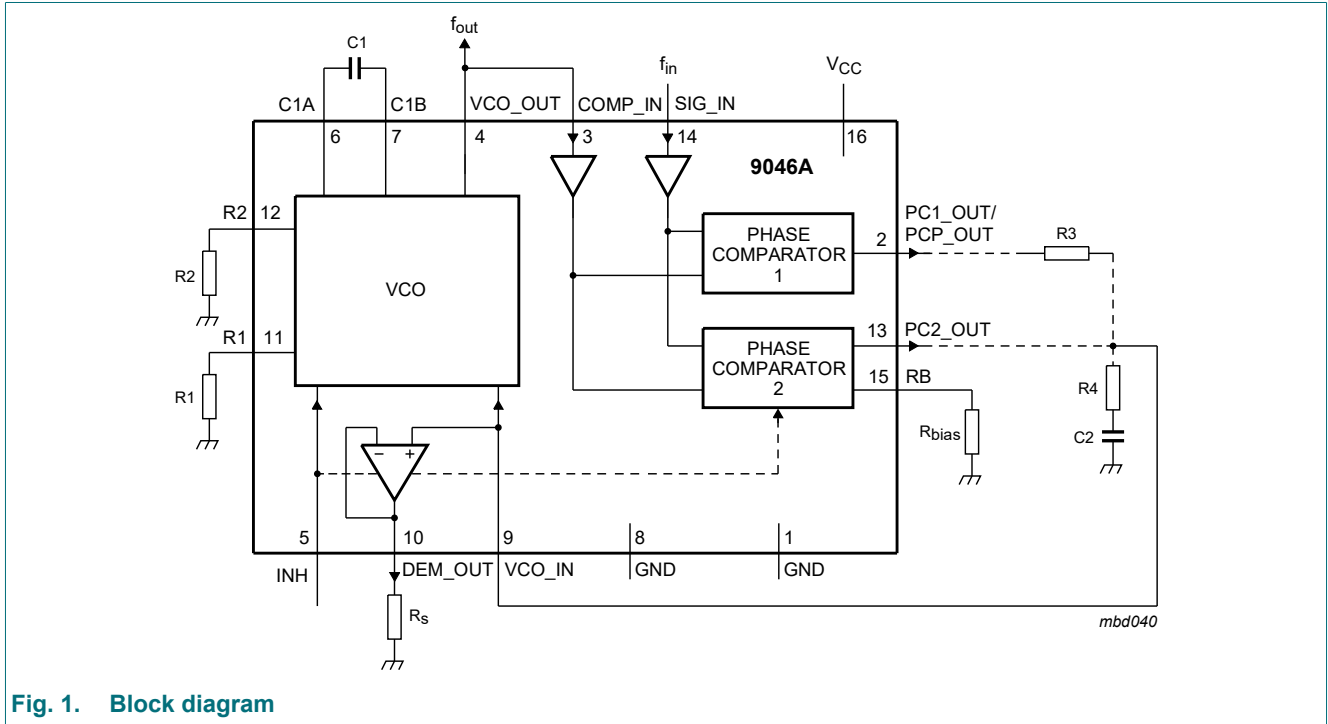 fout
C1
fin
VCC
C1A
C1B
VCO_OUT
COMP_IN
SIG_IN
6
7
4
3
14
16
9046A
R2
12
PC1_OUT/
PCP_OUT
R3
PHASE
COMPARATOR
1
2
R2
VCO
R1
11
13
PC2_OUT
PHASE
COMPARATOR
2
15
RB
R1
R4
Rbias
C2
−
+
5
10
9
8
1
INH
DEM_OUT
VCO_IN
GND
GND
Rs
mbd040
Fig. 1. Block diagram